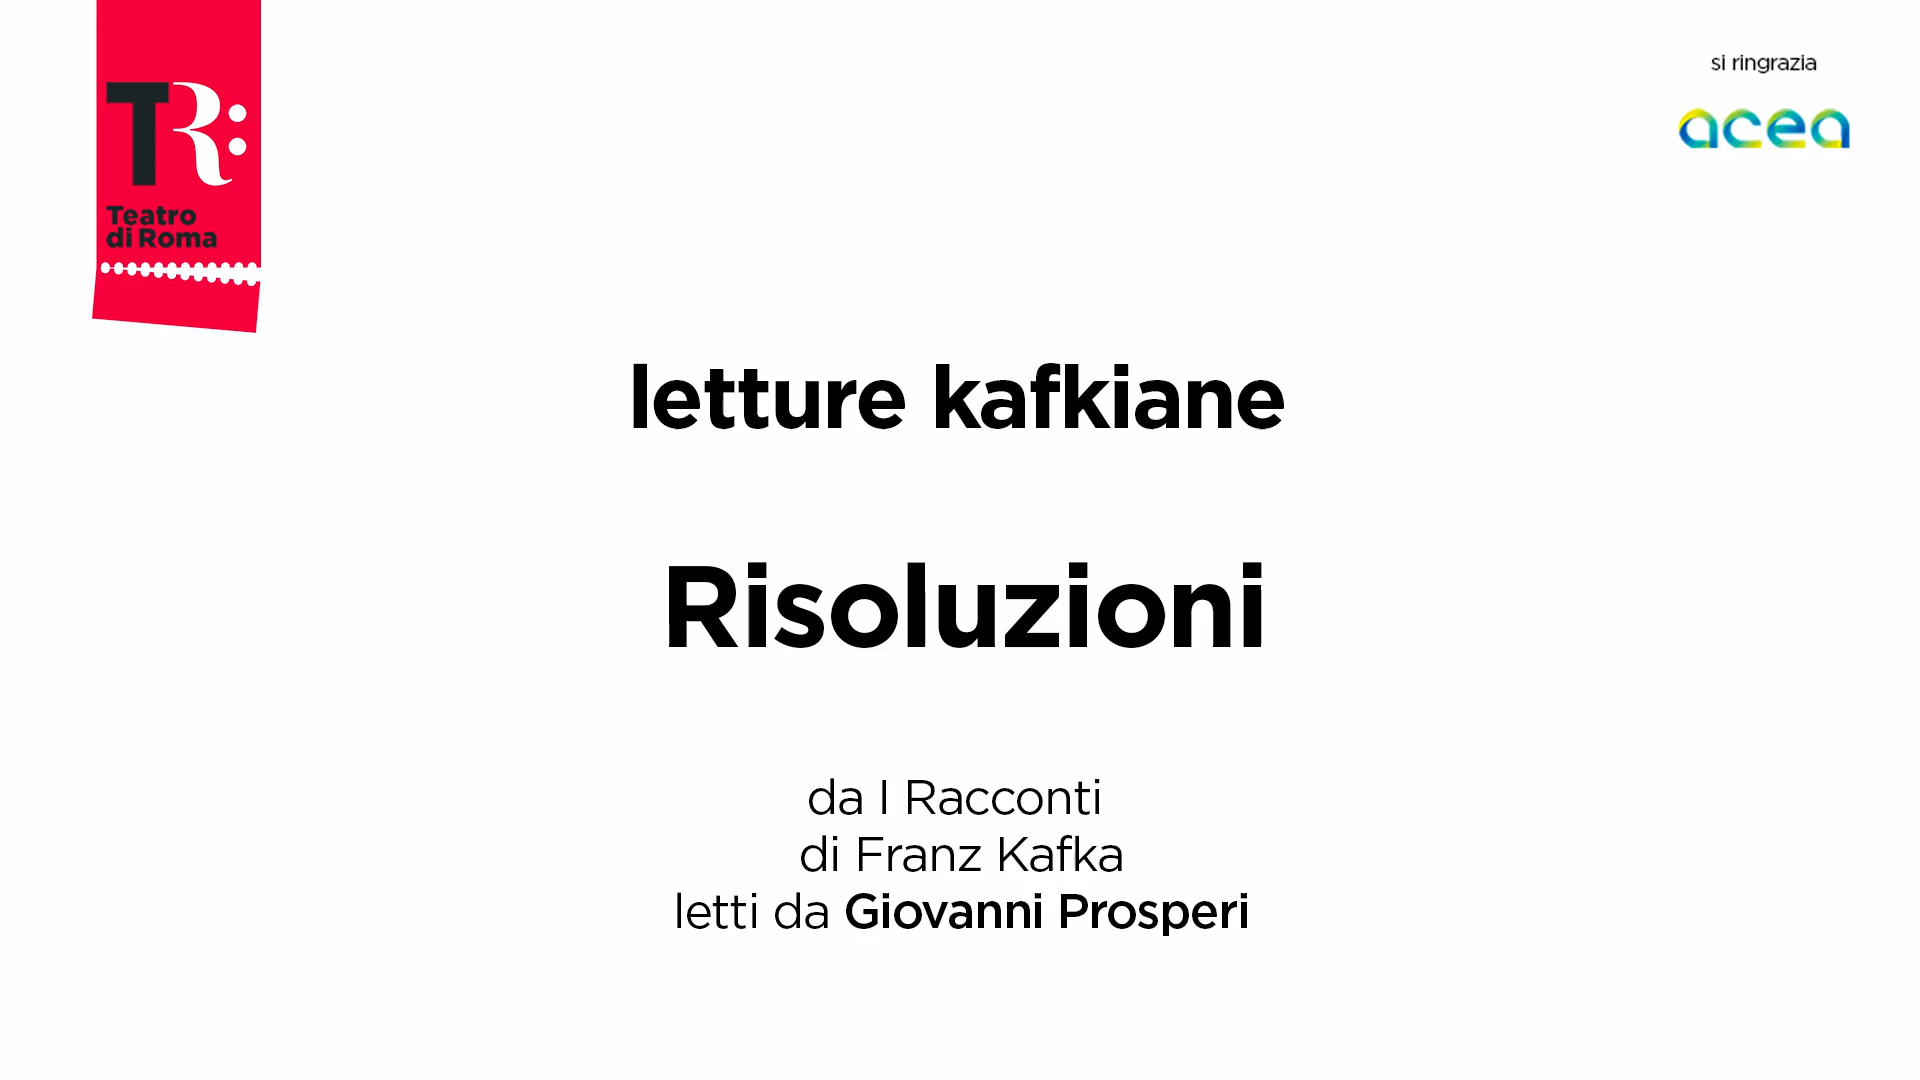 TR:
Teatro
di Roma
si ringrazia
acea
letture kafkiane
Risoluzioni
da I Racconti
di Franz Kafka
letti da Giovanni Prosperi